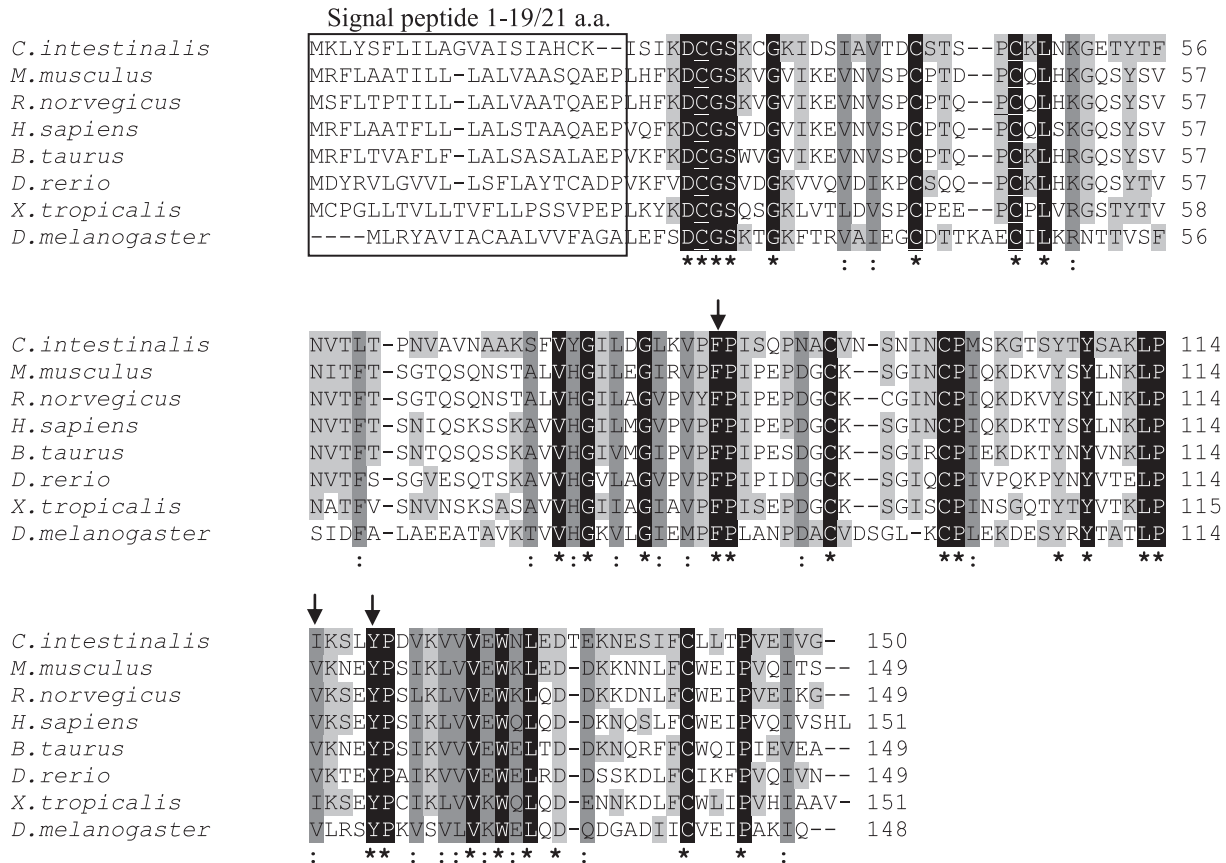 Signal peptide 1-19/21 a.a.
C.intestinalis MKLYSFLILAGVAISIAHCK--ISIKDCGSKCGKIDSIAVTDCSTS--PCKLNKGETYTF 56
M.musculus MRFLAATILL-LALVAASQAEPLHFKDCGSKVGVIKEVNVSPCPTD--PCQLHKGQSYSV 57
R.norvegicus MSFLTPTILL-LALVAATQAEPLHFKDCGSKVGVIKEVNVSPCPTQ--PCQLHKGQSYSV 57
H.sapiens MRFLAATFLL-LALSTAAQAEPVQFKDCGSVDGVIKEVNVSPCPTQ--PCQLSKGQSYSV 57
B.taurus MRFLTVAFLF-LALSASALAEPVKFKDCGSWVGVIKEVNVSPCPTQ--PCKLHRGQSYSV 57
D.rerio MDYRVLGVVL-LSFLAYTCADPVKFVDCGSVDGKVVQVDIKPCSQQ--PCKLHKGQSYTV 57
X.tropicalis MCPGLLTVLLTVFLLPSSVPEPLKYKDCGSQSGKLVTLDVSPCPEE--PCPLVRGSTYTV 58
D.melanogaster ----MLRYAVIACAALVVFAGALEFSDCGSKTGKFTRVAIEGCDTTKAECILKRNTTVSF 56
**** * : : * * * :
C.intestinalis NVTLT-PNVAVNAAKSFVYGILDGLKVPFPISQPNACVN-SNINCPMSKGTSYTYSAKLP 114
M.musculus NITFT-SGTQSQNSTALVHGILEGIRVPFPIPEPDGCK--SGINCPIQKDKVYSYLNKLP 114
R.norvegicus NVTFT-SGTQSQNSTALVHGILAGVPVYFPIPEPDGCK--CGINCPIQKDKVYSYLNKLP 114
H.sapiens NVTFT-SNIQSKSSKAVVHGILMGVPVPFPIPEPDGCK--SGINCPIQKDKTYSYLNKLP 114
B.taurus NVTFT-SNTQSQSSKAVVHGIVMGIPVPFPIPESDGCK--SGIRCPIEKDKTYNYVNKLP 114
D.rerio NVTFS-SGVESQTSKAVVHGVLAGVPVPFPIPIDDGCK--SGIQCPIVPQKPYNYVTELP 114
X.tropicalis NATFV-SNVNSKSASAVVHGIIAGIAVPFPISEPDGCK--SGISCPINSGQTYTYVTKLP 115
D.melanogaster SIDFA-LAEEATAVKTVVHGKVLGIEMPFPLANPDACVDSGL-KCPLEKDESYRYTATLP 114
: : *:* : * : : ** : * **: * * **
C.intestinalis IKSLYPDVKVVVEWNLEDTEKNESIFCLLTPVEIVG- 150
M.musculus VKNEYPSIKLVVEWKLED-DKKNNLFCWEIPVQITS-- 149
R.norvegicus VKSEYPSLKLVVEWKLQD-DKKDNLFCWEIPVEIKG-- 149
H.sapiens VKSEYPSIKLVVEWQLQD-DKNQSLFCWEIPVQIVSHL 151
B.taurus VKNEYPSIKVVVEWELTD-DKNQRFFCWQIPIEVEA-- 149
D.rerio VKTEYPAIKVVVEWELRD-DSSKDLFCIKFPVQIVN-- 149
X.tropicalis IKSEYPCIKLVVKWQLQD-ENNKDLFCWLIPVHIAAV- 151
D.melanogaster VLRSYPKVSVLVKWELQD-QDGADIICVEIPAKIQ-- 148
: ** : ::*:*:* * : * * :